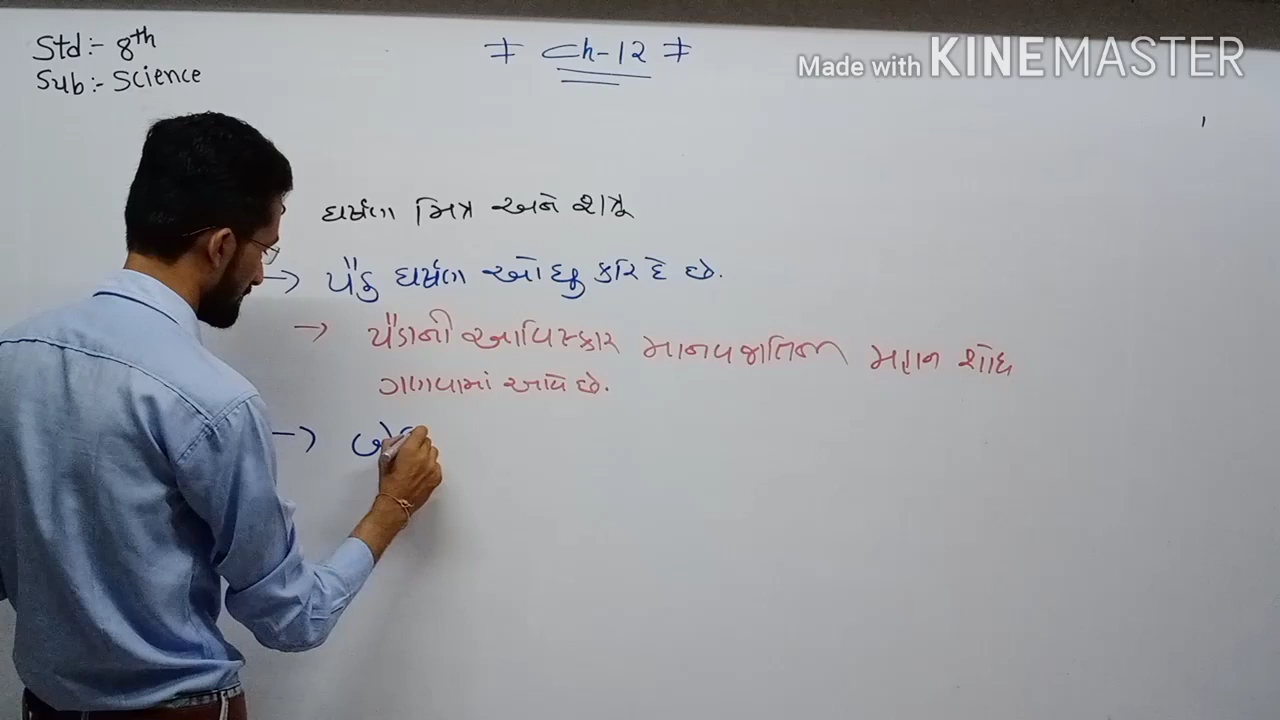 Std:- 8th
Sub:- Science
Ch-12
Made with KINEMASTER
ઘર્ષણ મિત્ર અને શત્રૂ
→ પૈંડુ ઘર્ષણ ઓછુ કરિ દે છે.
→ પૈંડાની આવિષ્કાર માનવજાતિની મહાન શોધ
ગણવામાં આવે છે.
→